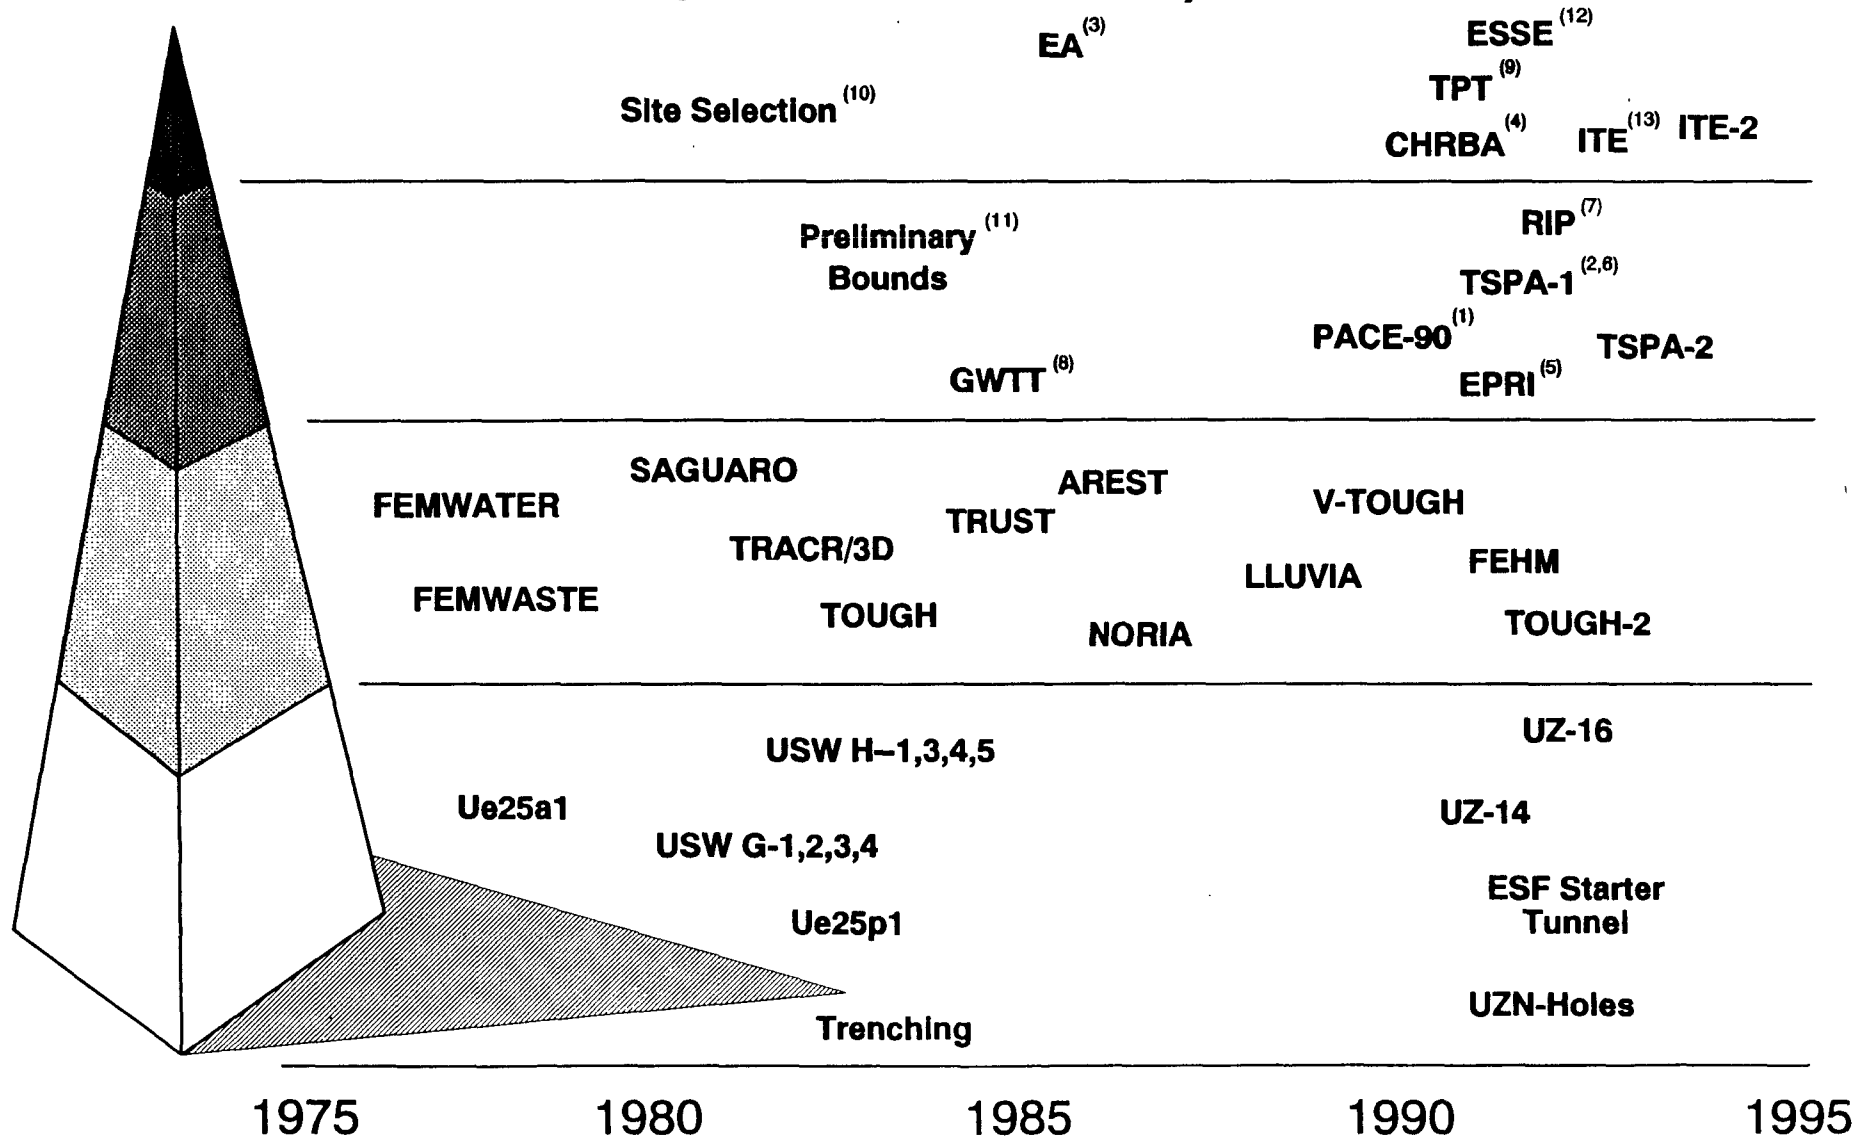 EA(3)
ESSE(12)
TPT(9)
Site Selection(10)
CHRBA(4)
ITE(13)
ITE-2
Preliminary(11)
Bounds
RIP(7)
TSPA-1(2,6)
PACE-90(1)
TSPA-2
GWTT(8)
EPRI(5)
SAGUARO
AREST
FEMWATER
TRUST
V-TOUGH
TRACR/3D
FEHM
LLUVIA
FEMWASTE
TOUGH
NORIA
TOUGH-2
USW H–1,3,4,5
UZ-16
Ue25a1
UZ-14
USW G-1,2,3,4
ESF Starter
Tunnel
Ue25p1
UZN-Holes
Trenching
1975 1980 1985 1990 1995